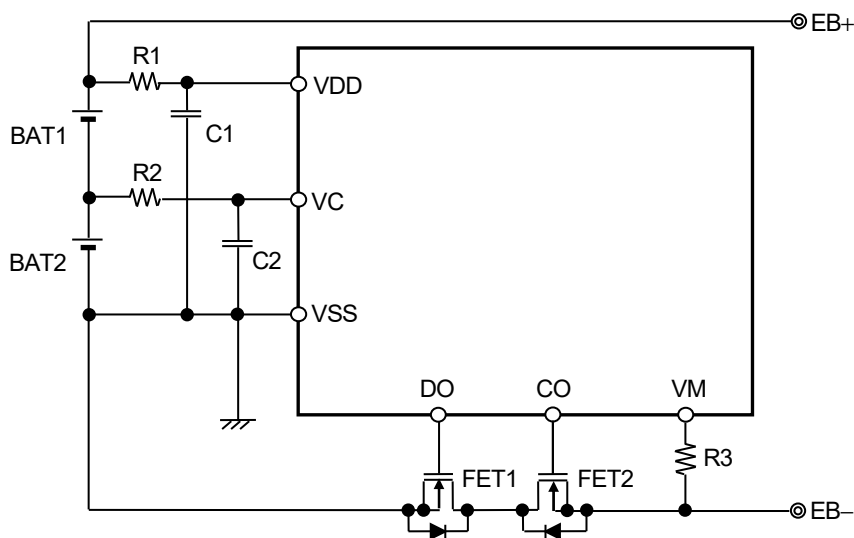 EB+
R1
VDD
BAT1
C1
R2
VC
BAT2
C2
VSS
DO
CO
VM
FET1
FET2
R3
EB−